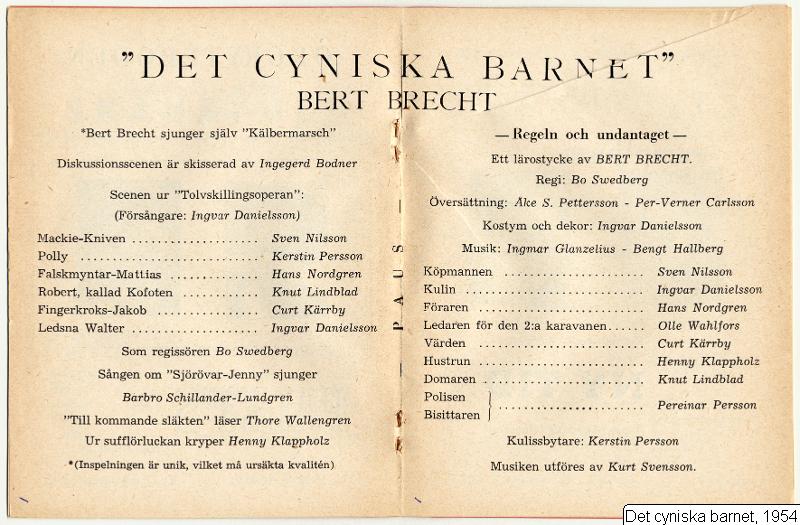 "DET CYNISKA BARNET"
BERT BRECHT
*Bert Brecht sjunger själv "Kälbermarsch"
Diskussionsscenen är skisserad av Ingegerd Bodner
Scenen ur "Tolvskillingsoperan":
(Försångare: Ingvar Danielsson)
Mackie-Kniven .................. Sven Nilsson
Polly .................. Kerstin Persson
Falskmyntar-Mattias .................. Hans Nordgren
Robert, kallad Kofoten .................. Knut Lindblad
Fingerkroks-Jakob .................. Curt Kärrby
Ledsna Walter .................. Ingvar Danielsson
Som regissören Bo Swedberg
Sången om "Sjörövar-Jenny" sjunger
Barbro Schillander-Lundgren
"Till kommande släkten" läser Thore Wallengren
Ur sufflörluckan kryper Henny Klappholz
*(Inspelningen är unik, vilket må ursäkta kvalitén)
— PAUS —
— Regeln och undantaget —
Ett lärostycke av BERT BRECHT.
Regi: Bo Swedberg
Översättning: Åke S. Pettersson - Per-Verner Carlsson
Kostym och dekor: Ingvar Danielsson
Musik: Ingmar Glanzelius - Bengt Hallberg
Köpmannen .................. Sven Nilsson
Kulin .................. Ingvar Danielsson
Föraren .................. Hans Nordgren
Ledaren för den 2:a karavanen...... Olle Wahlfors
Värden .................. Curt Kärrby
Hustrun .................. Henny Klappholz
Domaren .................. Knut Lindblad
Polisen
Bisittaren } .................. Pereinar Persson
Kulissbytare: Kerstin Persson
Musiken utföres av Kurt Svensson.
Det cyniska barnet, 1954